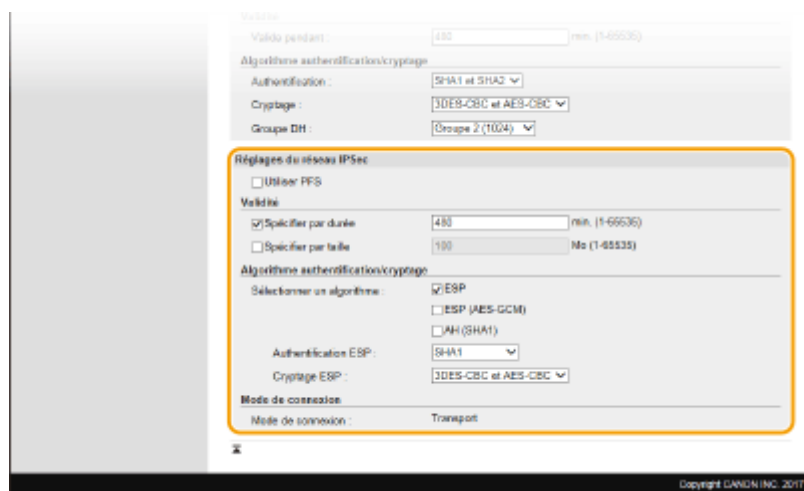 Validité
Valide pendant : 480 min. (1-65535)
Algorithme authentification/cryptage
Authentification : SHA1 et SHA2
Cryptage : 3DES-CBC et AES-CBC
Groupe DH : Groupe 2 (1024)
Réglages du réseau IPSec
Utiliser PFS
Validité
Spécifier par durée 480 min. (1-65535)
Spécifier par taille 100 Mo (1-65535)
Algorithme authentification/cryptage
Sélectionner un algorithme : ESP
ESP (AES-GCM)
AH (SHA1)
Authentification ESP : SHA1
Cryptage ESP : 3DES-CBC et AES-CBC
Mode de connexion
Mode de connexion : Transport
Copyright CANON INC. 2017